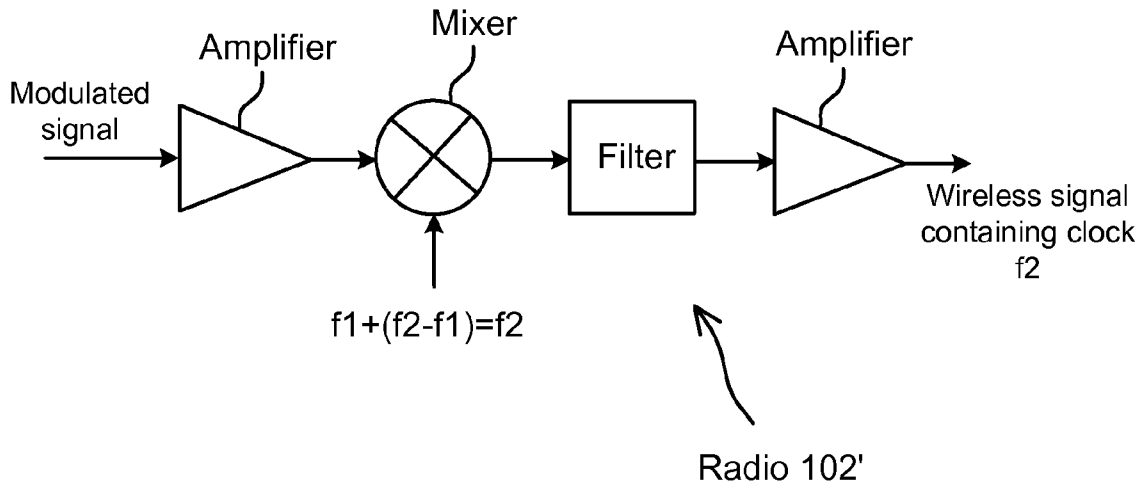 Mixer
Amplifier
Amplifier
Modulated
signal
Filter
Wireless signal
containing clock
f2
f1+(f2-f1)=f2
Radio 102'